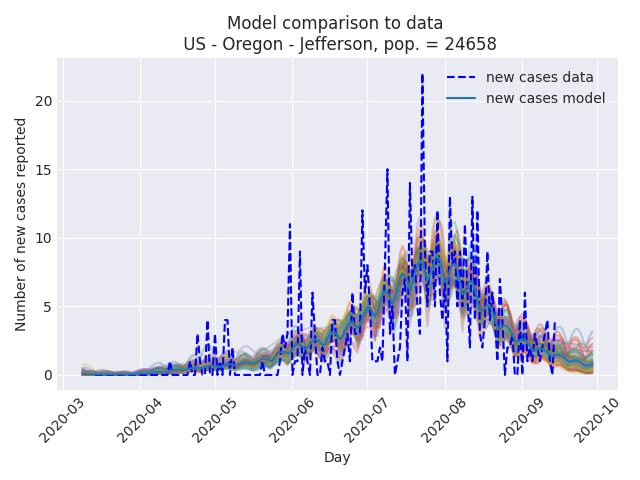 Model comparison to data
US - Oregon - Jefferson, pop. = 24658
new cases data
new cases model
Number of new cases reported
20
15
10
5
0
2020-03
2020-04
2020-05
2020-06
2020-07
2020-08
2020-09
2020-10
Day